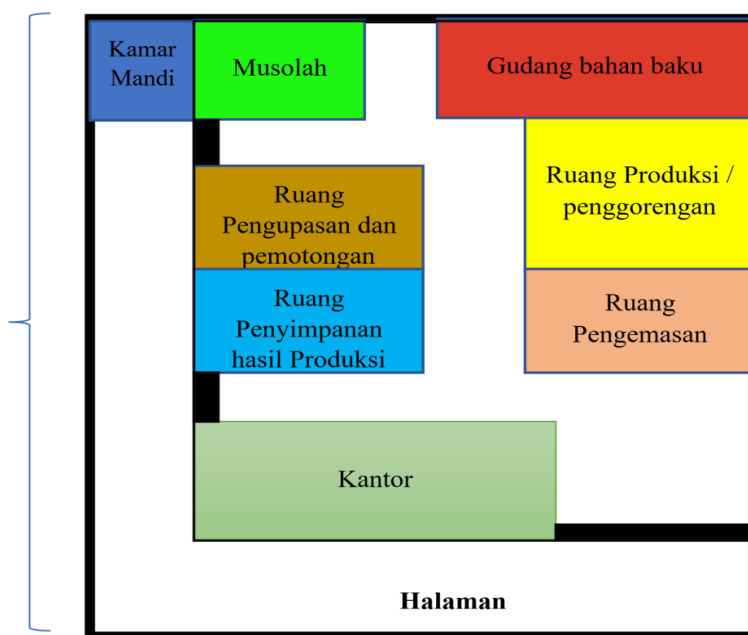 Kamar
Mandi
Musolah
Gudang bahan baku
Ruang
Pengupasan dan
pemotongan
Ruang Produksi /
penggorengan
Ruang
Penyimpanan
hasil Produksi
Ruang
Pengemasan
Kantor
Halaman